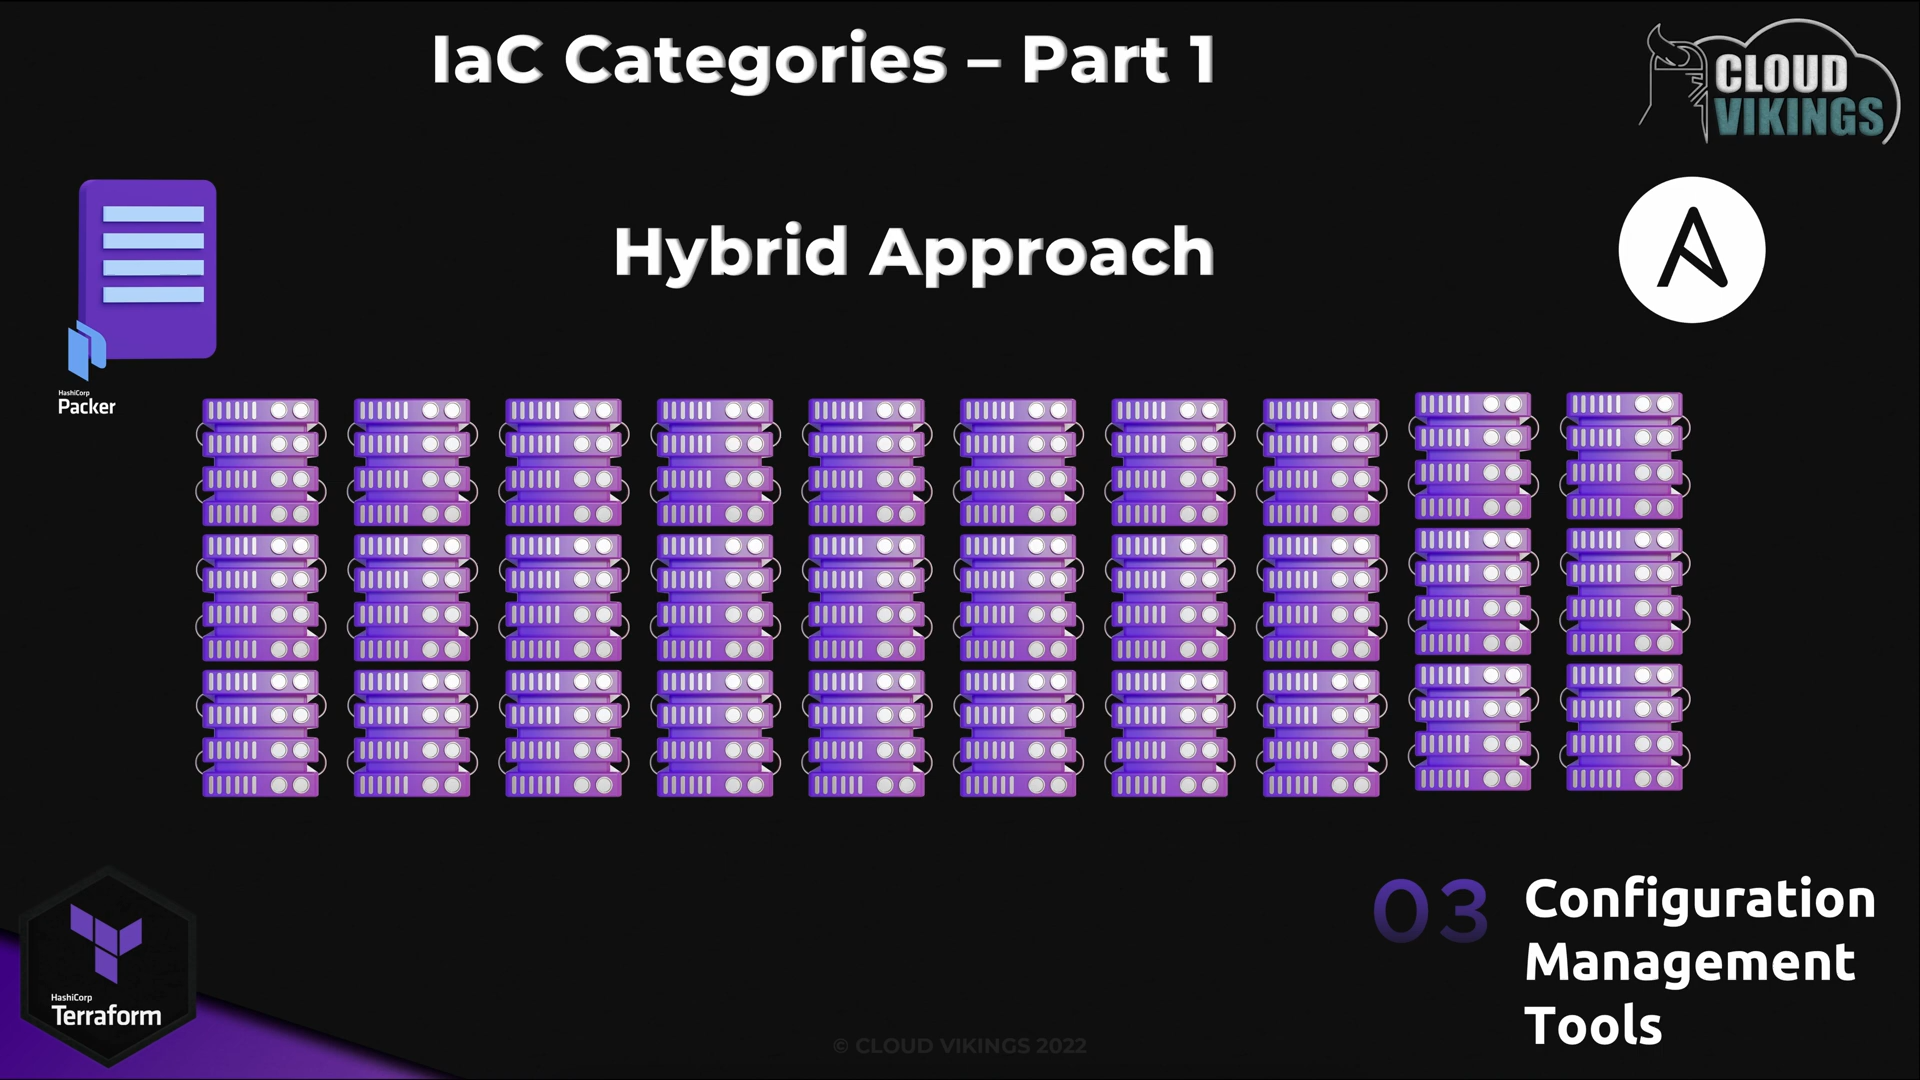 IaC Categories – Part 1
CLOUD
VIKINGS
Hybrid Approach
HashiCorp
Packer
03
Configuration
Management
Tools
HashiCorp
Terraform
© CLOUD VIKINGS 2022